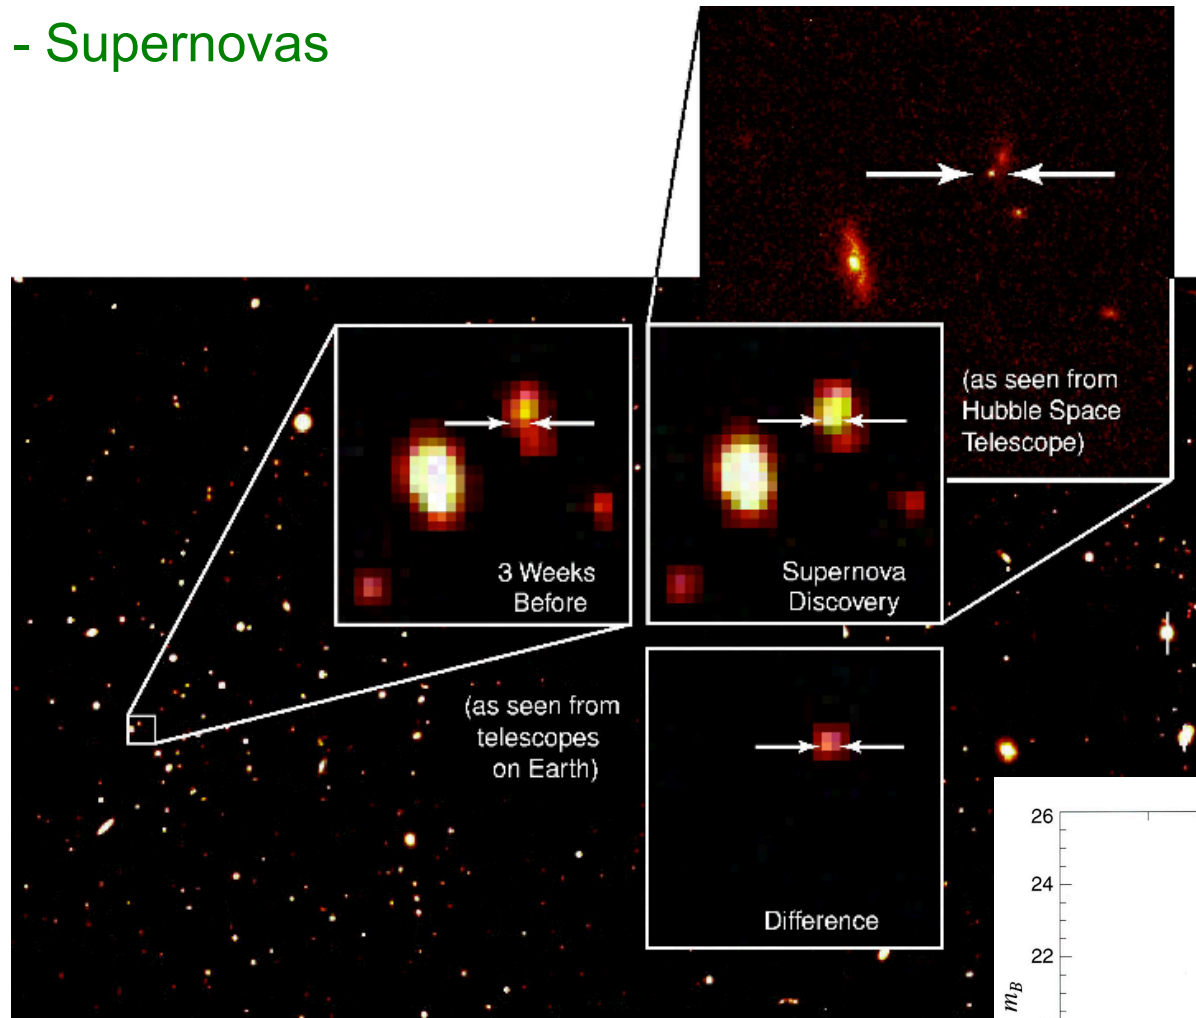 - Supernovas
(as seen from
Hubble Space
Telescope)
3 Weeks
Before
Supernova
Discovery
(as seen from
telescopes
on Earth)
Difference
26
24
22
m_B